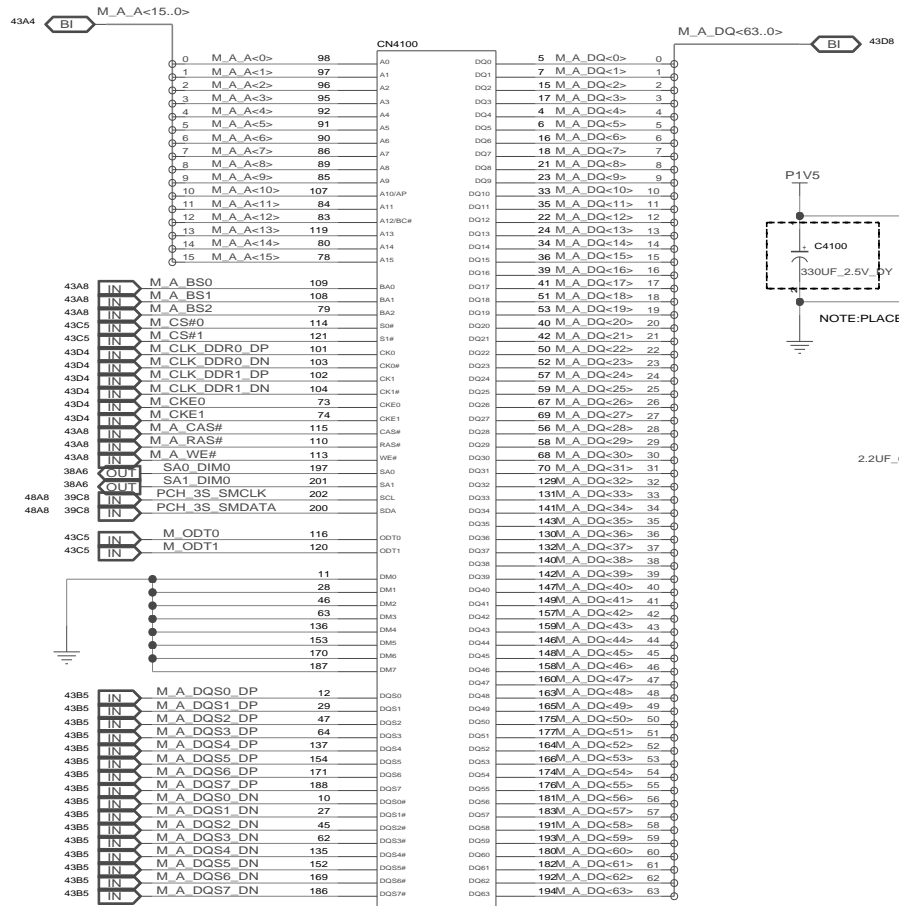 M_A_A<15..0>
43A4 BI
M_A_DQ<63..0>
BI 43D8
CN4100
0 M_A_A<0> 98 A0 DQ0 5 M_A_DQ<0> 0
1 M_A_A<1> 97 A1 DQ1 7 M_A_DQ<1> 1
2 M_A_A<2> 96 A2 DQ2 15 M_A_DQ<2> 2
3 M_A_A<3> 95 A3 DQ3 17 M_A_DQ<3> 3
4 M_A_A<4> 92 A4 DQ4 4 M_A_DQ<4> 4
5 M_A_A<5> 91 A5 DQ5 6 M_A_DQ<5> 5
6 M_A_A<6> 90 A6 DQ6 16 M_A_DQ<6> 6
7 M_A_A<7> 86 A7 DQ7 18 M_A_DQ<7> 7
8 M_A_A<8> 89 A8 DQ8 21 M_A_DQ<8> 8
9 M_A_A<9> 85 A9 DQ9 23 M_A_DQ<9> 9
10 M_A_A<10> 107 A10/AP DQ10 33 M_A_DQ<10> 10
11 M_A_A<11> 84 A11 DQ11 35 M_A_DQ<11> 11
12 M_A_A<12> 83 A12/BC# DQ12 22 M_A_DQ<12> 12
13 M_A_A<13> 119 A13 DQ13 24 M_A_DQ<13> 13
14 M_A_A<14> 80 A14 DQ14 34 M_A_DQ<14> 14
15 M_A_A<15> 78 A15 DQ15 36 M_A_DQ<15> 15
DQ16 39 M_A_DQ<16> 16
43A8 IN M_A_BS0 109 BA0 DQ17 41 M_A_DQ<17> 17
43A8 IN M_A_BS1 108 BA1 DQ18 51 M_A_DQ<18> 18
43A8 IN M_A_BS2 79 BA2 DQ19 53 M_A_DQ<19> 19
43C5 IN M_CS#0 114 S0# DQ20 40 M_A_DQ<20> 20
43C5 IN M_CS#1 121 S1# DQ21 42 M_A_DQ<21> 21
43D4 IN M_CLK_DDR0_DP 101 CK0 DQ22 50 M_A_DQ<22> 22
43D4 IN M_CLK_DDR0_DN 103 CK0# DQ23 52 M_A_DQ<23> 23
43D4 IN M_CLK_DDR1_DP 102 CK1 DQ24 57 M_A_DQ<24> 24
43D4 IN M_CLK_DDR1_DN 104 CK1# DQ25 59 M_A_DQ<25> 25
43D4 IN M_CKE0 73 CKE0 DQ26 67 M_A_DQ<26> 26
43D4 IN M_CKE1 74 CKE1 DQ27 69 M_A_DQ<27> 27
43A8 IN M_A_CAS# 115 CAS# DQ28 56 M_A_DQ<28> 28
43A8 IN M_A_RAS# 110 RAS# DQ29 58 M_A_DQ<29> 29
43A8 IN M_A_WE# 113 WE# DQ30 68 M_A_DQ<30> 30
38A6 OUT SA0_DIM0 197 SA0 DQ31 70 M_A_DQ<31> 31
38A6 OUT SA1_DIM0 201 SA1 DQ32 129 M_A_DQ<32> 32
48A8 39C8 IN PCH_3S_SMCLK 202 SCL DQ33 131 M_A_DQ<33> 33
48A8 39C8 IN PCH_3S_SMDATA 200 SDA DQ34 141 M_A_DQ<34> 34
DQ35 143 M_A_DQ<35> 35
43C5 IN M_ODT0 116 ODT0 DQ36 130 M_A_DQ<36> 36
43C5 IN M_ODT1 120 ODT1 DQ37 132 M_A_DQ<37> 37
DQ38 140 M_A_DQ<38> 38
11 DM0 DQ39 142 M_A_DQ<39> 39
28 DM1 DQ40 147 M_A_DQ<40> 40
46 DM2 DQ41 149 M_A_DQ<41> 41
63 DM3 DQ42 157 M_A_DQ<42> 42
136 DM4 DQ43 159 M_A_DQ<43> 43
153 DM5 DQ44 146 M_A_DQ<44> 44
170 DM6 DQ45 148 M_A_DQ<45> 45
187 DM7 DQ46 158 M_A_DQ<46> 46
DQ47 160 M_A_DQ<47> 47
43B5 IN M_A_DQS0_DP 12 DQS0 DQ48 163 M_A_DQ<48> 48
43B5 IN M_A_DQS1_DP 29 DQS1 DQ49 165 M_A_DQ<49> 49
43B5 IN M_A_DQS2_DP 47 DQS2 DQ50 175 M_A_DQ<50> 50
43B5 IN M_A_DQS3_DP 64 DQS3 DQ51 177 M_A_DQ<51> 51
43B5 IN M_A_DQS4_DP 137 DQS4 DQ52 164 M_A_DQ<52> 52
43B5 IN M_A_DQS5_DP 154 DQS5 DQ53 166 M_A_DQ<53> 53
43B5 IN M_A_DQS6_DP 171 DQS6 DQ54 174 M_A_DQ<54> 54
43B5 IN M_A_DQS7_DP 188 DQS7 DQ55 176 M_A_DQ<55> 55
43B5 IN M_A_DQS0_DN 10 DQS0# DQ56 181 M_A_DQ<56> 56
43B5 IN M_A_DQS1_DN 27 DQS1# DQ57 183 M_A_DQ<57> 57
43B5 IN M_A_DQS2_DN 45 DQS2# DQ58 191 M_A_DQ<58> 58
43B5 IN M_A_DQS3_DN 62 DQS3# DQ59 193 M_A_DQ<59> 59
43B5 IN M_A_DQS4_DN 135 DQS4# DQ60 180 M_A_DQ<60> 60
43B5 IN M_A_DQS5_DN 152 DQS5# DQ61 182 M_A_DQ<61> 61
43B5 IN M_A_DQS6_DN 169 DQS6# DQ62 192 M_A_DQ<62> 62
43B5 IN M_A_DQS7_DN 186 DQS7# DQ63 194 M_A_DQ<63> 63
P1V5
+ C4100
330UF_2.5V_DY
NOTE:PLACE
2.2UF_